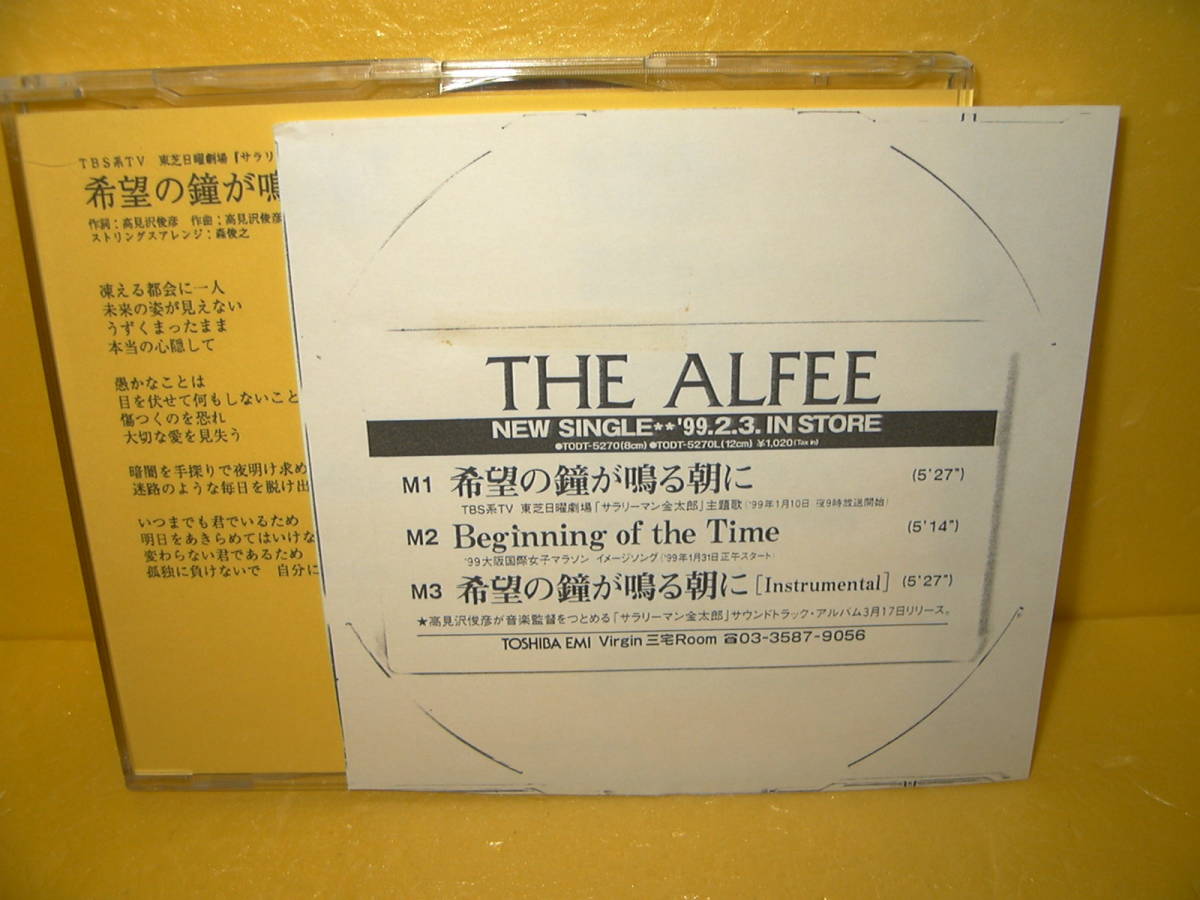 TBS系TV 東芝日曜劇場『サラリ
希望の鐘が鳴
作詞:高見沢俊彦 作曲:高見沢俊彦
ストリングスアレンジ:森俊之
凍える都会に一人
未来の姿が見えない
うずくまったまま
本当の心隠して
愚かなことは
目を伏せて何もしないこと
傷つくのを恐れ
大切な愛を見失う
暗闇を手探りで夜明け求め
迷路のような毎日を脱け出
いつまでも君でいるため
明日をあきらめてはいけな
変わらない君であるため
孤独に負けないで 自分に
THE ALFEE
NEW SINGLE★★'99.2.3. IN STORE
●TODT-5270(8cm) ●TODT-5270L(12cm) ¥1,020(Tax in)
M1 希望の鐘が鳴る朝に (5'27")
TBS系TV 東芝日曜劇場「サラリーマン金太郎」主題歌('99年1月10日 夜9時放送開始)
M2 Beginning of the Time (5'14")
'99大阪国際女子マラソン イメージソング('99年1月31日正午スタート)
M3 希望の鐘が鳴る朝に [Instrumental] (5'27")
★高見沢俊彦が音楽監督をつとめる「サラリーマン金太郎」サウンドトラック・アルバム3月17日リリース。
TOSHIBA EMI Virgin 三宅Room ☎03-3587-9056